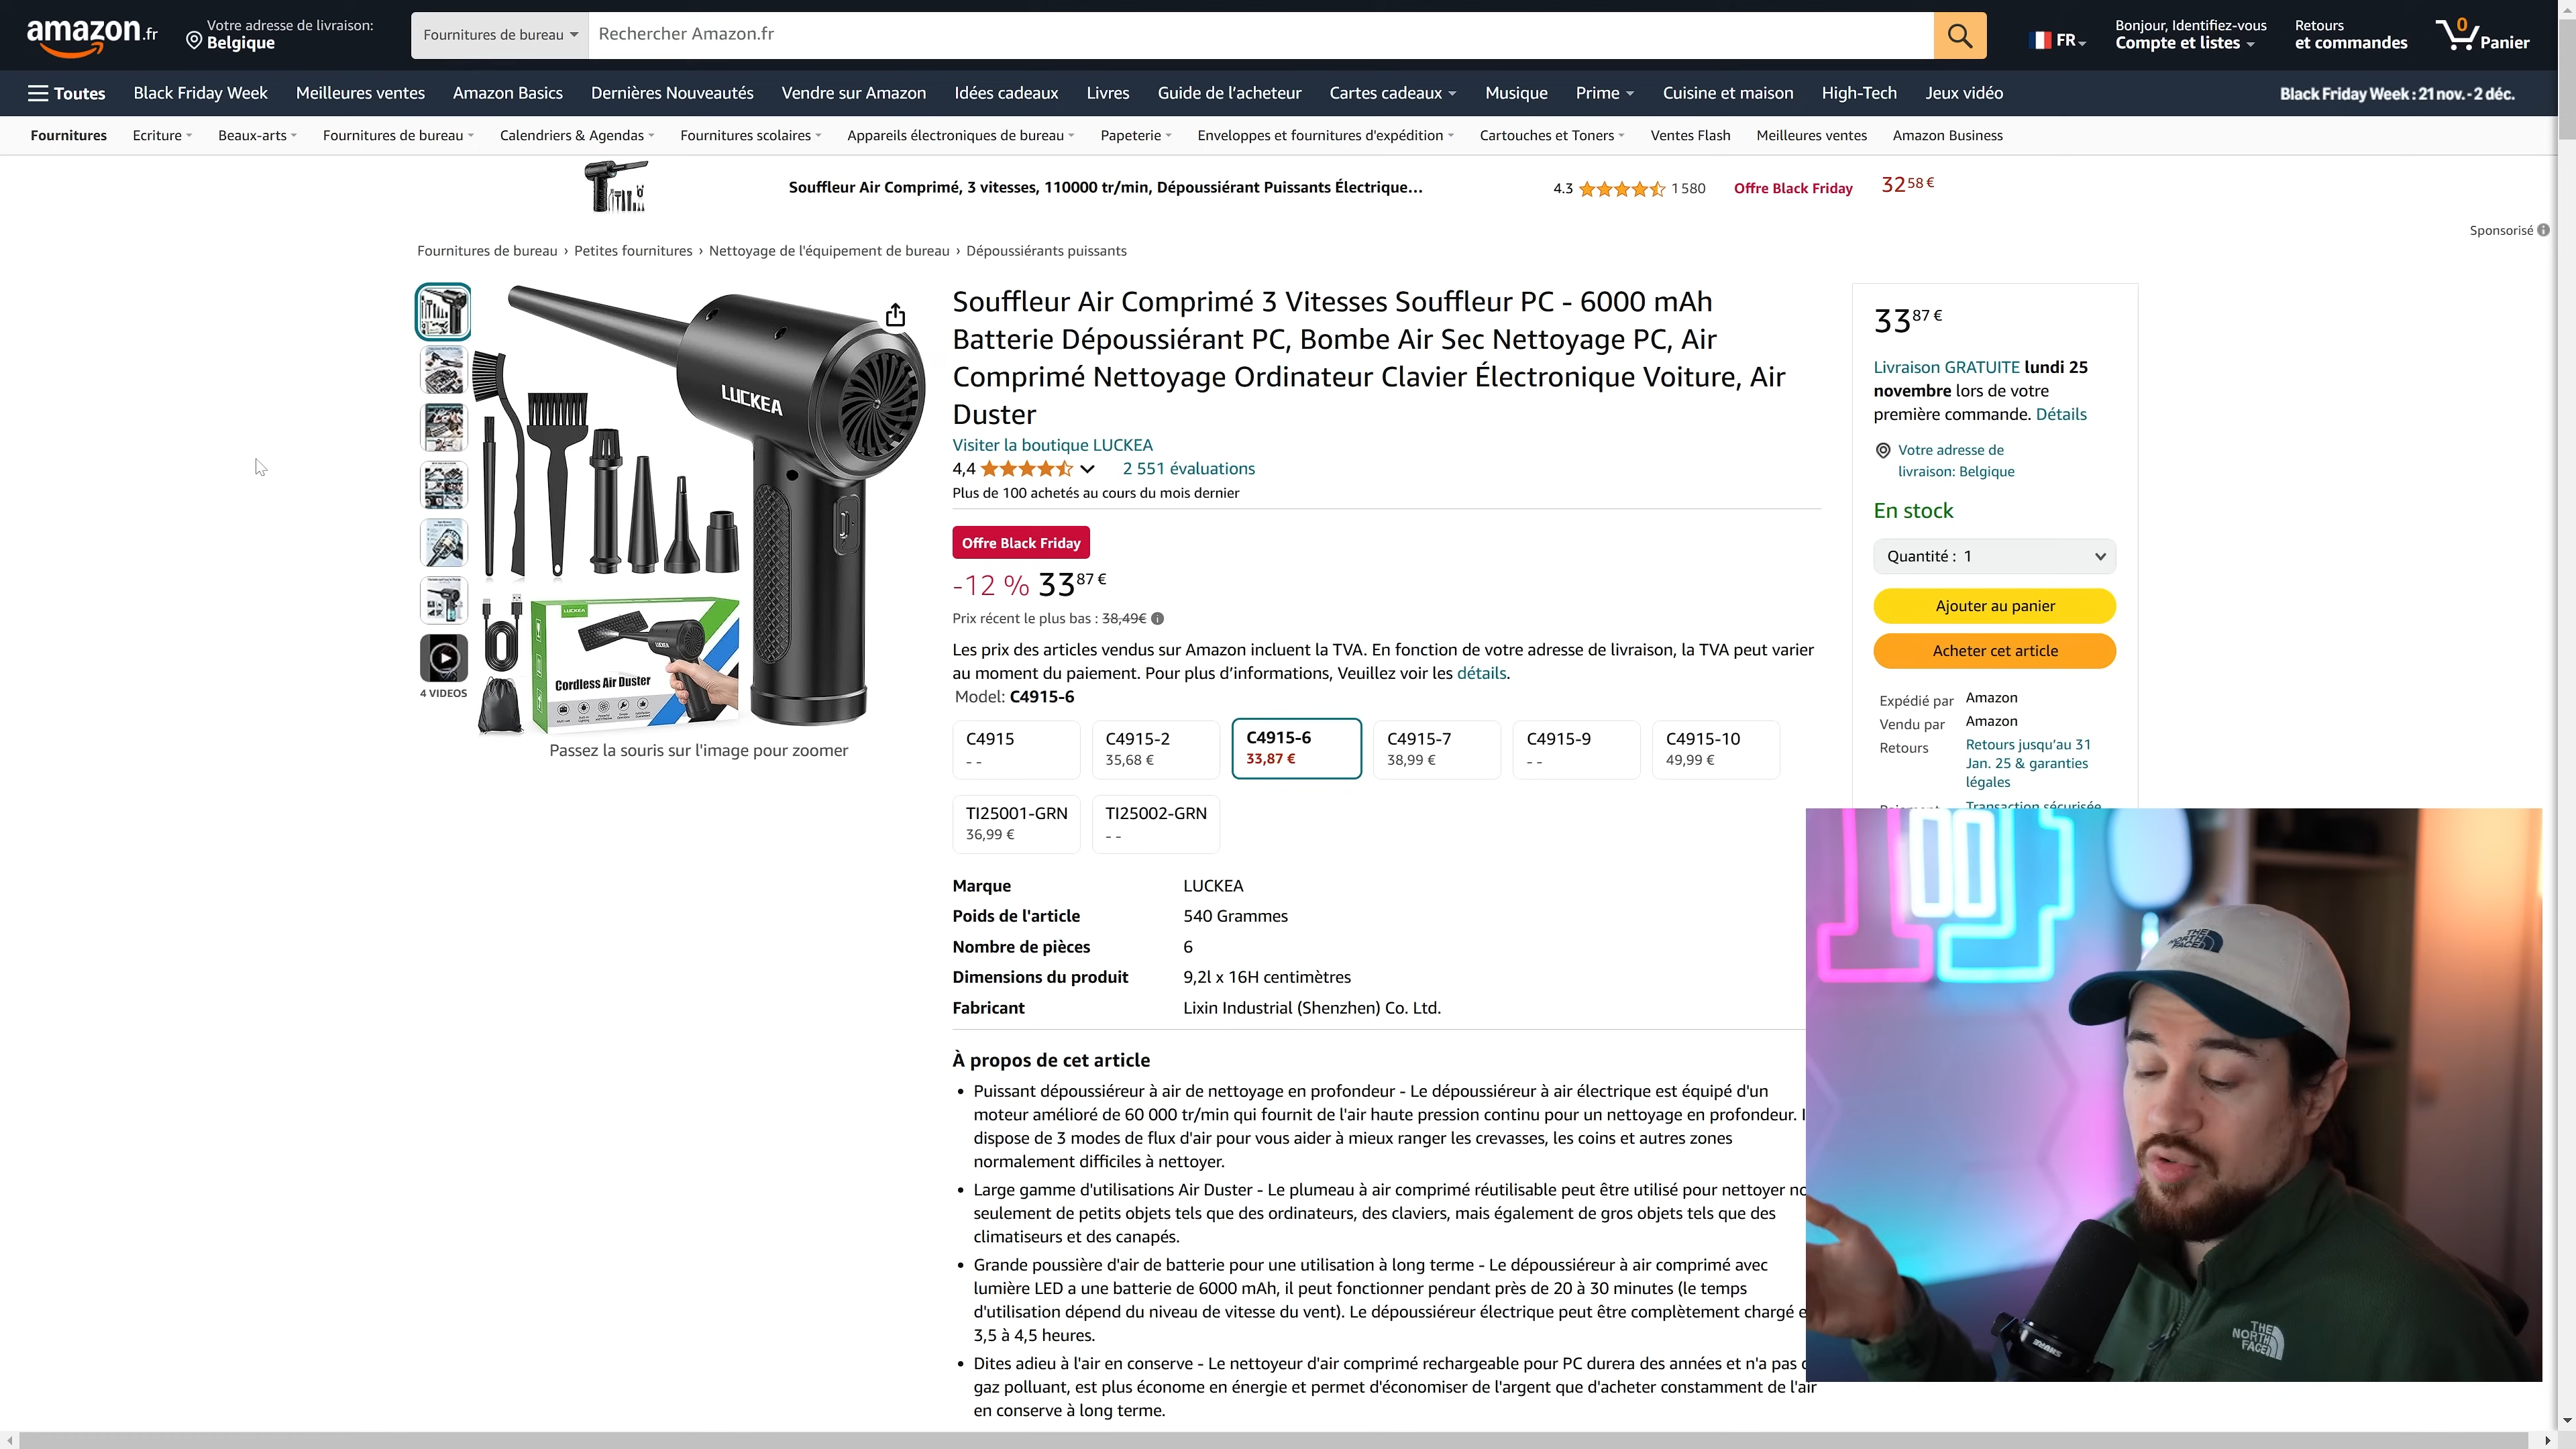 amazon.fr
Votre adresse de livraison:
Belgique
Fournitures de bureau
Rechercher Amazon.fr
FR
Bonjour, Identifiez-vous
Compte et listes
Retours
et commandes
0
Panier
Toutes
Black Friday Week
Meilleures ventes
Amazon Basics
Dernières Nouveautés
Vendre sur Amazon
Idées cadeaux
Livres
Guide de l’acheteur
Cartes cadeaux
Musique
Prime
Cuisine et maison
High-Tech
Jeux vidéo
Black Friday Week : 21 nov. - 2 déc.
Fournitures
Ecriture
Beaux-arts
Fournitures de bureau
Calendriers & Agendas
Fournitures scolaires
Appareils électroniques de bureau
Papeterie
Enveloppes et fournitures d'expédition
Cartouches et Toners
Ventes Flash
Meilleures ventes
Amazon Business
Souffleur Air Comprimé, 3 vitesses, 110000 tr/min, Dépoussiérant Puissants Électrique…
4.3
1 580
Offre Black Friday
32 58 €
Sponsorisé
Fournitures de bureau › Petites fournitures › Nettoyage de l'équipement de bureau › Dépoussiérants puissants
LUCKEA
LUCKEA
Cordless Air Duster
4 VIDEOS
Passez la souris sur l'image pour zoomer
Souffleur Air Comprimé 3 Vitesses Souffleur PC - 6000 mAh
Batterie Dépoussiérant PC, Bombe Air Sec Nettoyage PC, Air
Comprimé Nettoyage Ordinateur Clavier Électronique Voiture, Air
Duster
Visiter la boutique LUCKEA
4,4
2 551 évaluations
Plus de 100 achetés au cours du mois dernier
Offre Black Friday
-12 % 33 87 €
Prix récent le plus bas : 38,49€
Les prix des articles vendus sur Amazon incluent la TVA. En fonction de votre adresse de livraison, la TVA peut varier
au moment du paiement. Pour plus d’informations, Veuillez voir les détails.
Model: C4915-6
C4915
- -
C4915-2
35,68 €
C4915-6
33,87 €
C4915-7
38,99 €
C4915-9
- -
C4915-10
49,99 €
TI25001-GRN
36,99 €
TI25002-GRN
- -
Marque LUCKEA
Poids de l'article 540 Grammes
Nombre de pièces 6
Dimensions du produit 9,2l x 16H centimètres
Fabricant Lixin Industrial (Shenzhen) Co. Ltd.
À propos de cet article
• Puissant dépoussiéreur à air de nettoyage en profondeur - Le dépoussiéreur à air électrique est équipé d'un
moteur amélioré de 60 000 tr/min qui fournit de l'air haute pression continu pour un nettoyage en profondeur.
dispose de 3 modes de flux d'air pour vous aider à mieux ranger les crevasses, les coins et autres zones
normalement difficiles à nettoyer.
• Large gamme d'utilisations Air Duster - Le plumeau à air comprimé réutilisable peut être utilisé pour nettoyer
seulement de petits objets tels que des ordinateurs, des claviers, mais également de gros objets tels que des
climatiseurs et des canapés.
• Grande poussière d'air de batterie pour une utilisation à long terme - Le dépoussiéreur à air comprimé avec
lumière LED a une batterie de 6000 mAh, il peut fonctionner pendant près de 20 à 30 minutes (le temps
d'utilisation dépend du niveau de vitesse du vent). Le dépoussiéreur électrique peut être complètement chargé
3,5 à 4,5 heures.
• Dites adieu à l'air en conserve - Le nettoyeur d'air comprimé rechargeable pour PC durera des années et n'a pas
gaz polluant, est plus économe en énergie et permet d'économiser de l'argent que d'acheter constamment de l'air
en conserve à long terme.
33 87 €
Livraison GRATUITE lundi 25
novembre lors de votre
première commande. Détails
Votre adresse de
livraison: Belgique
En stock
Quantité : 1
Ajouter au panier
Acheter cet article
Expédié par Amazon
Vendu par Amazon
Retours Retours jusqu’au 31
Jan. 25 & garanties
légales
Transaction sécurisée
THE
NORTH
FACE
SHURE
THE
NORTH
FACE